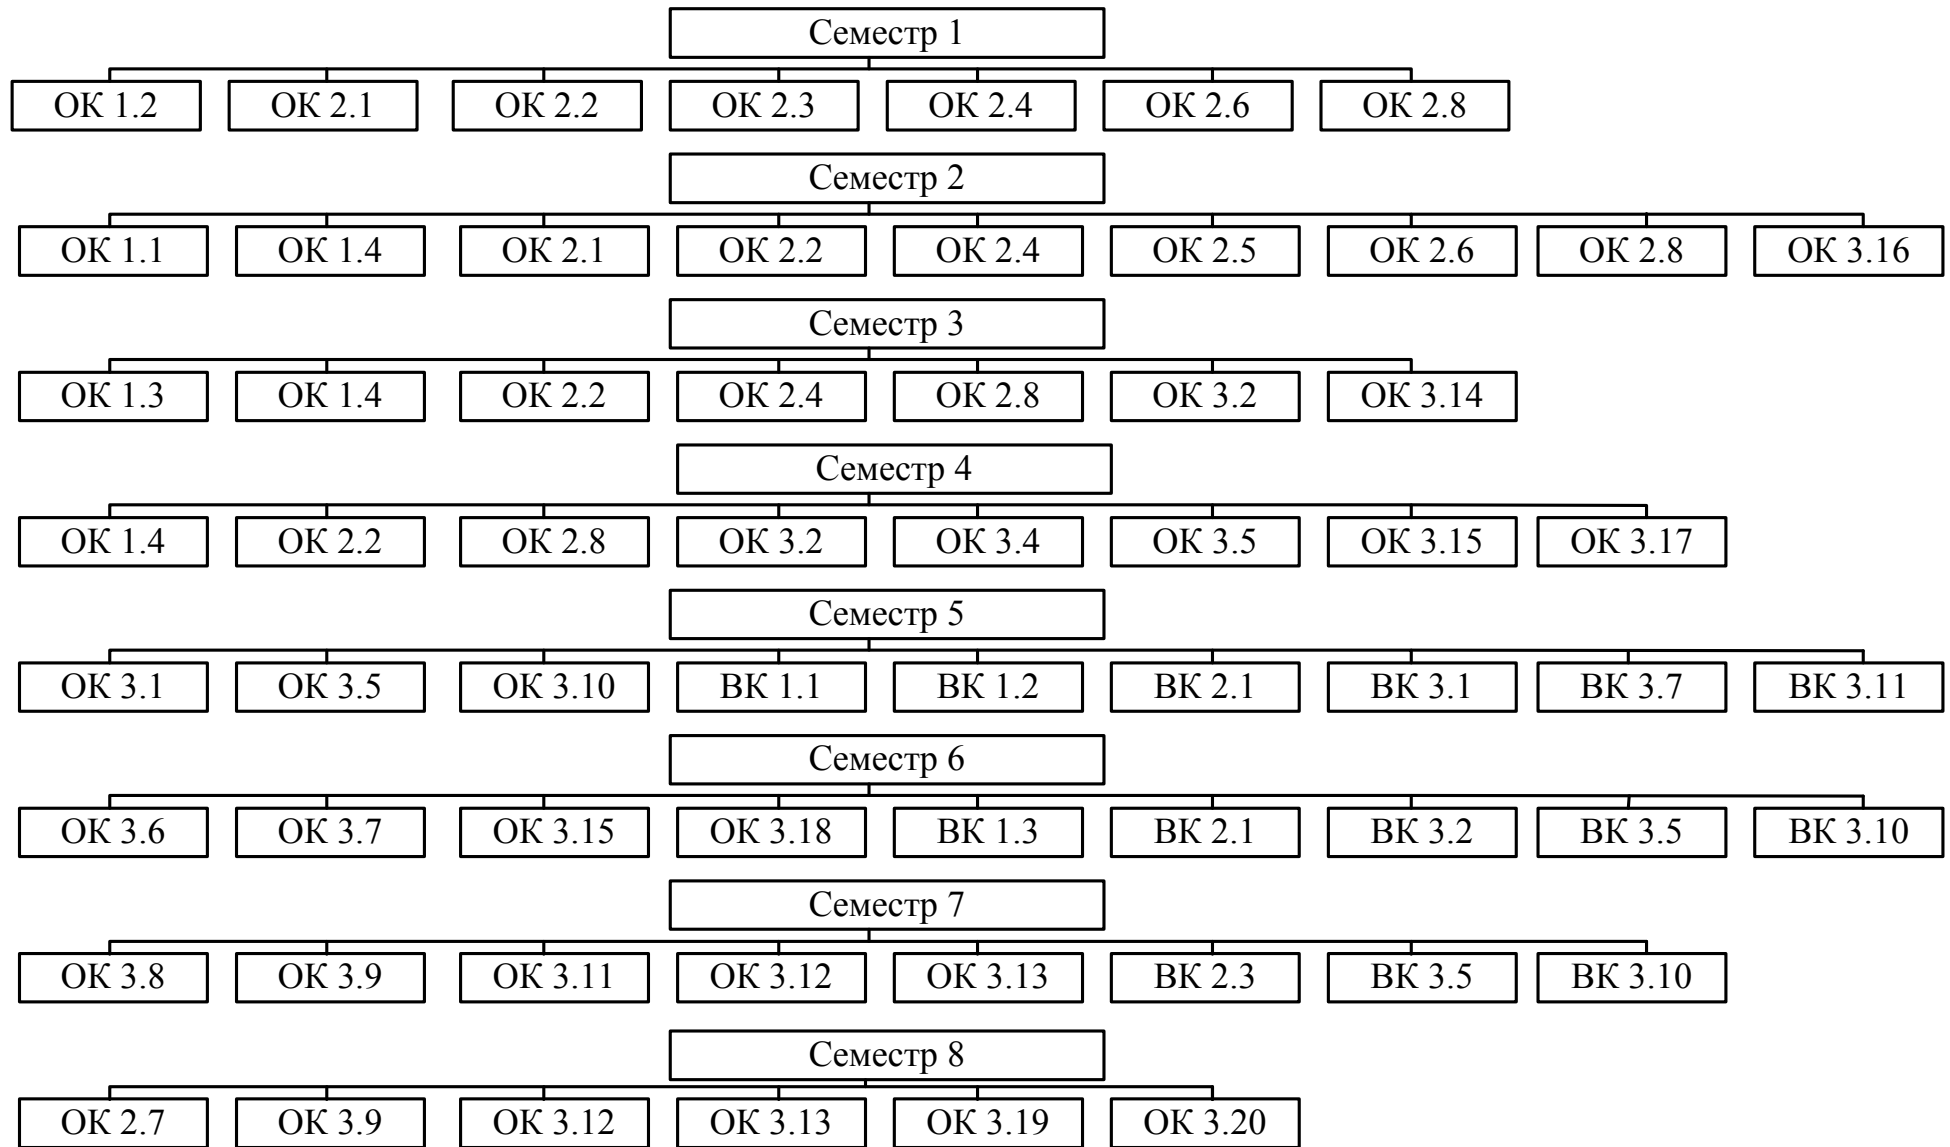 Семестр 1
ОК 1.2 ОК 2.1 ОК 2.2 ОК 2.3 ОК 2.4 ОК 2.6 ОК 2.8
Семестр 2
ОК 1.1 ОК 1.4 ОК 2.1 ОК 2.2 ОК 2.4 ОК 2.5 ОК 2.6 ОК 2.8 ОК 3.16
Семестр 3
ОК 1.3 ОК 1.4 ОК 2.2 ОК 2.4 ОК 2.8 ОК 3.2 ОК 3.14
Семестр 4
ОК 1.4 ОК 2.2 ОК 2.8 ОК 3.2 ОК 3.4 ОК 3.5 ОК 3.15 ОК 3.17
Семестр 5
ОК 3.1 ОК 3.5 ОК 3.10 ВК 1.1 ВК 1.2 ВК 2.1 ВК 3.1 ВК 3.7 ВК 3.11
Семестр 6
ОК 3.6 ОК 3.7 ОК 3.15 ОК 3.18 ВК 1.3 ВК 2.1 ВК 3.2 ВК 3.5 ВК 3.10
Семестр 7
ОК 3.8 ОК 3.9 ОК 3.11 ОК 3.12 ОК 3.13 ВК 2.3 ВК 3.5 ВК 3.10
Семестр 8
ОК 2.7 ОК 3.9 ОК 3.12 ОК 3.13 ОК 3.19 ОК 3.20